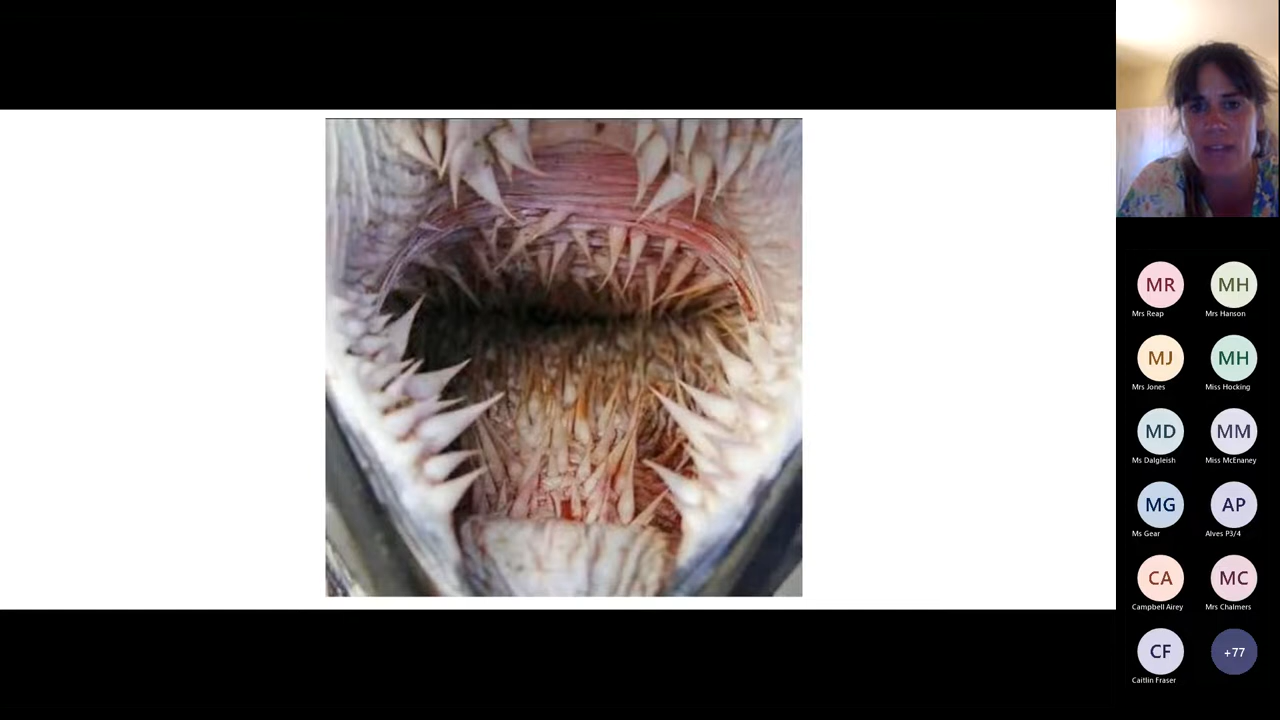 MR MH
Mrs Reap Mrs Hanson
MJ MH
Mrs Jones Miss Hocking
MD MM
Ms Dalgleish Miss McEnaney
MG AP
Ms Gear Alves P3/4
CA MC
Campbell Airey Mrs Chalmers
CF +77
Caitlin Fraser